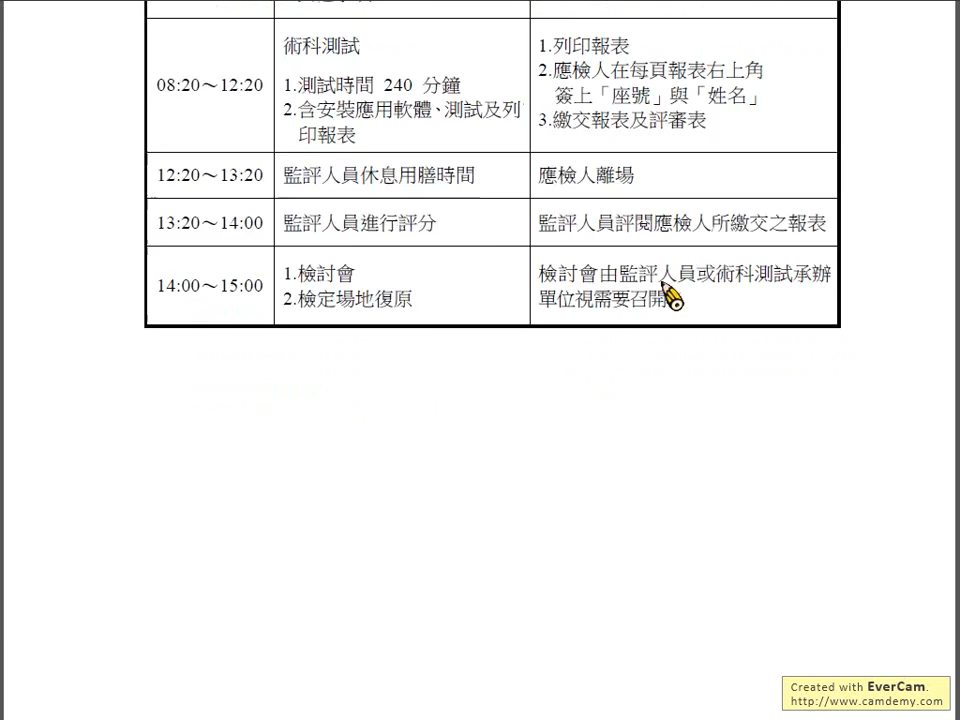 08:20～12:20
術科測試
1.測試時間 240 分鐘
2.含安裝應用軟體、測試及列
印報表
1.列印報表
2.應檢人在每頁報表右上角
簽上「座號」與「姓名」
3.繳交報表及評審表
12:20～13:20
監評人員休息用膳時間
應檢人離場
13:20～14:00
監評人員進行評分
監評人員評閱應檢人所繳交之報表
14:00～15:00
1.檢討會
2.檢定場地復原
檢討會由監評人員或術科測試承辦
單位視需要召開
Created with EverCam.
http://www.camdemy.com